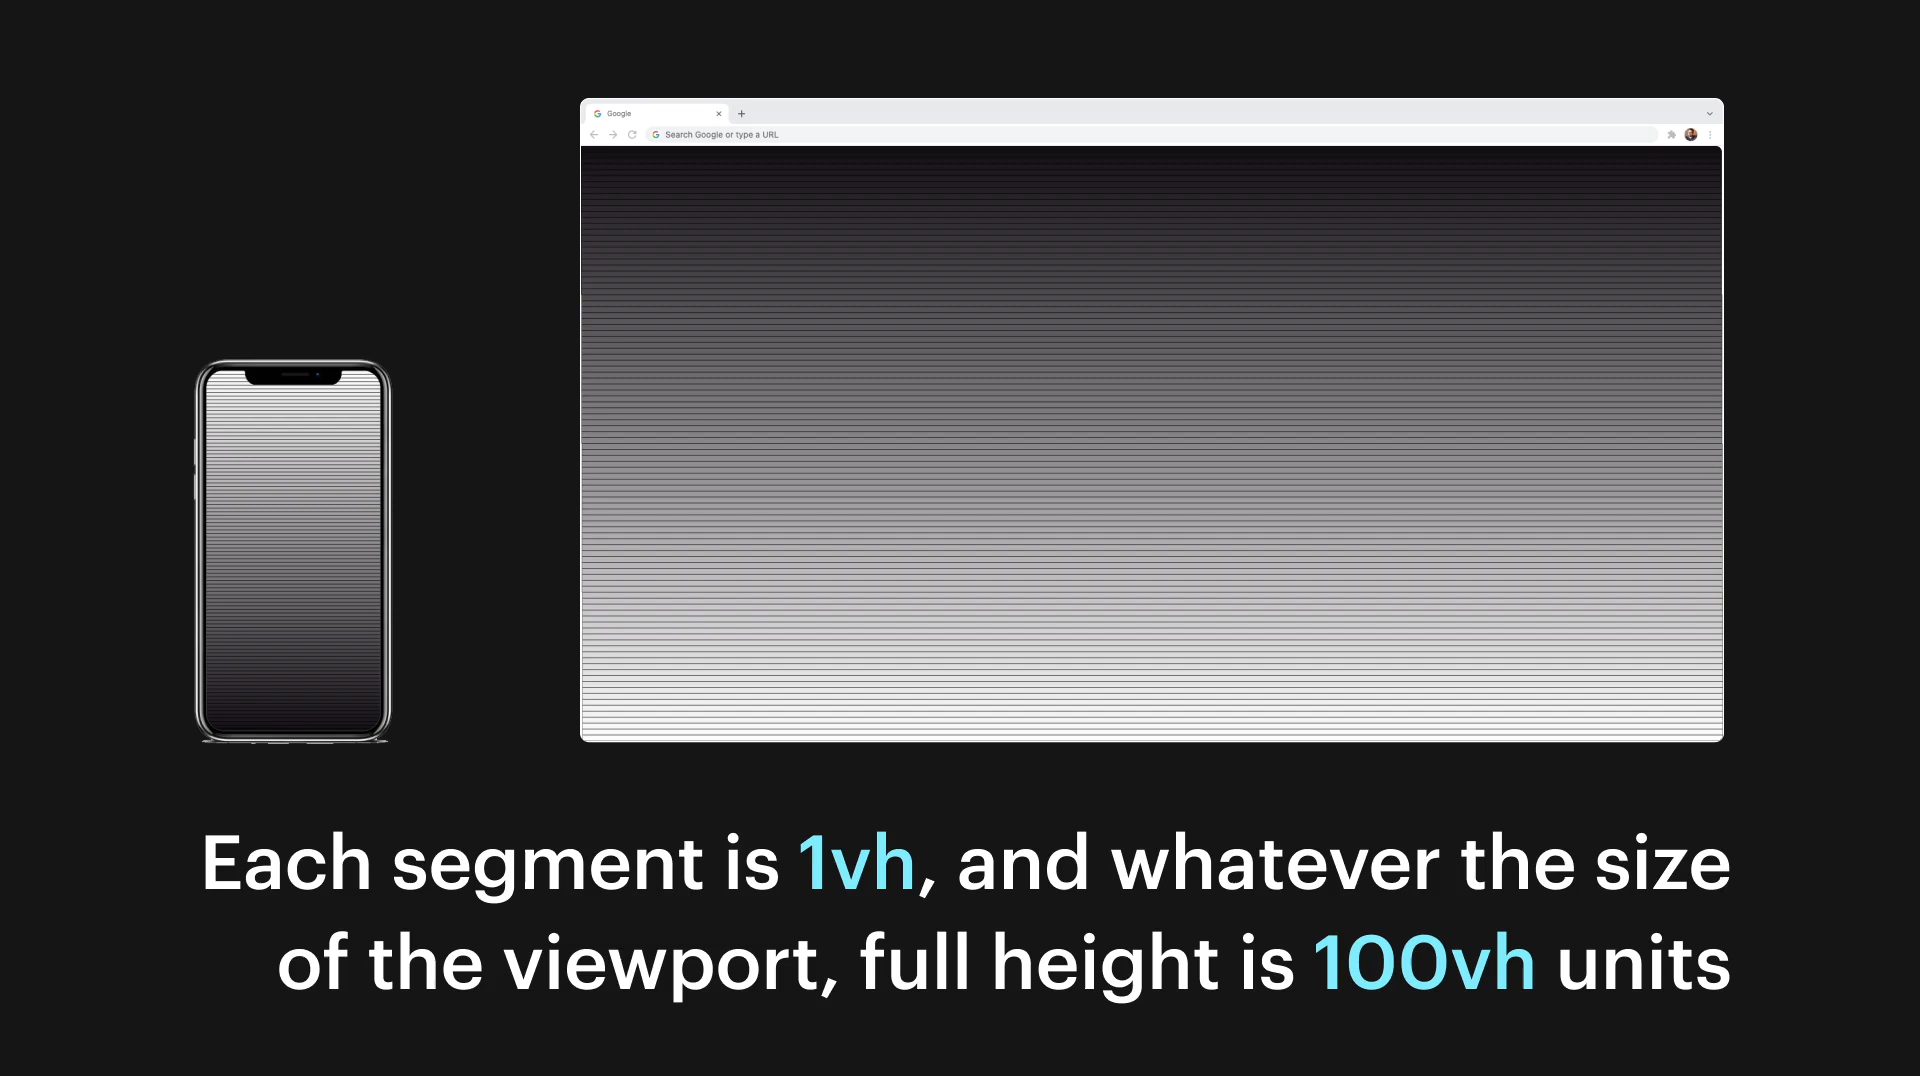 Google
Search Google or type a URL
Each segment is 1vh, and whatever the size
of the viewport, full height is 100vh units